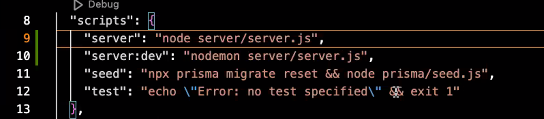 Debug
8 "scripts": {
9 "server": "node server/server.js",
10 "server:dev": "nodemon server/server.js",
11 "seed": "npx prisma migrate reset && node prisma/seed.js",
12 "test": "echo \"Error: no test specified\" && exit 1"
13 },